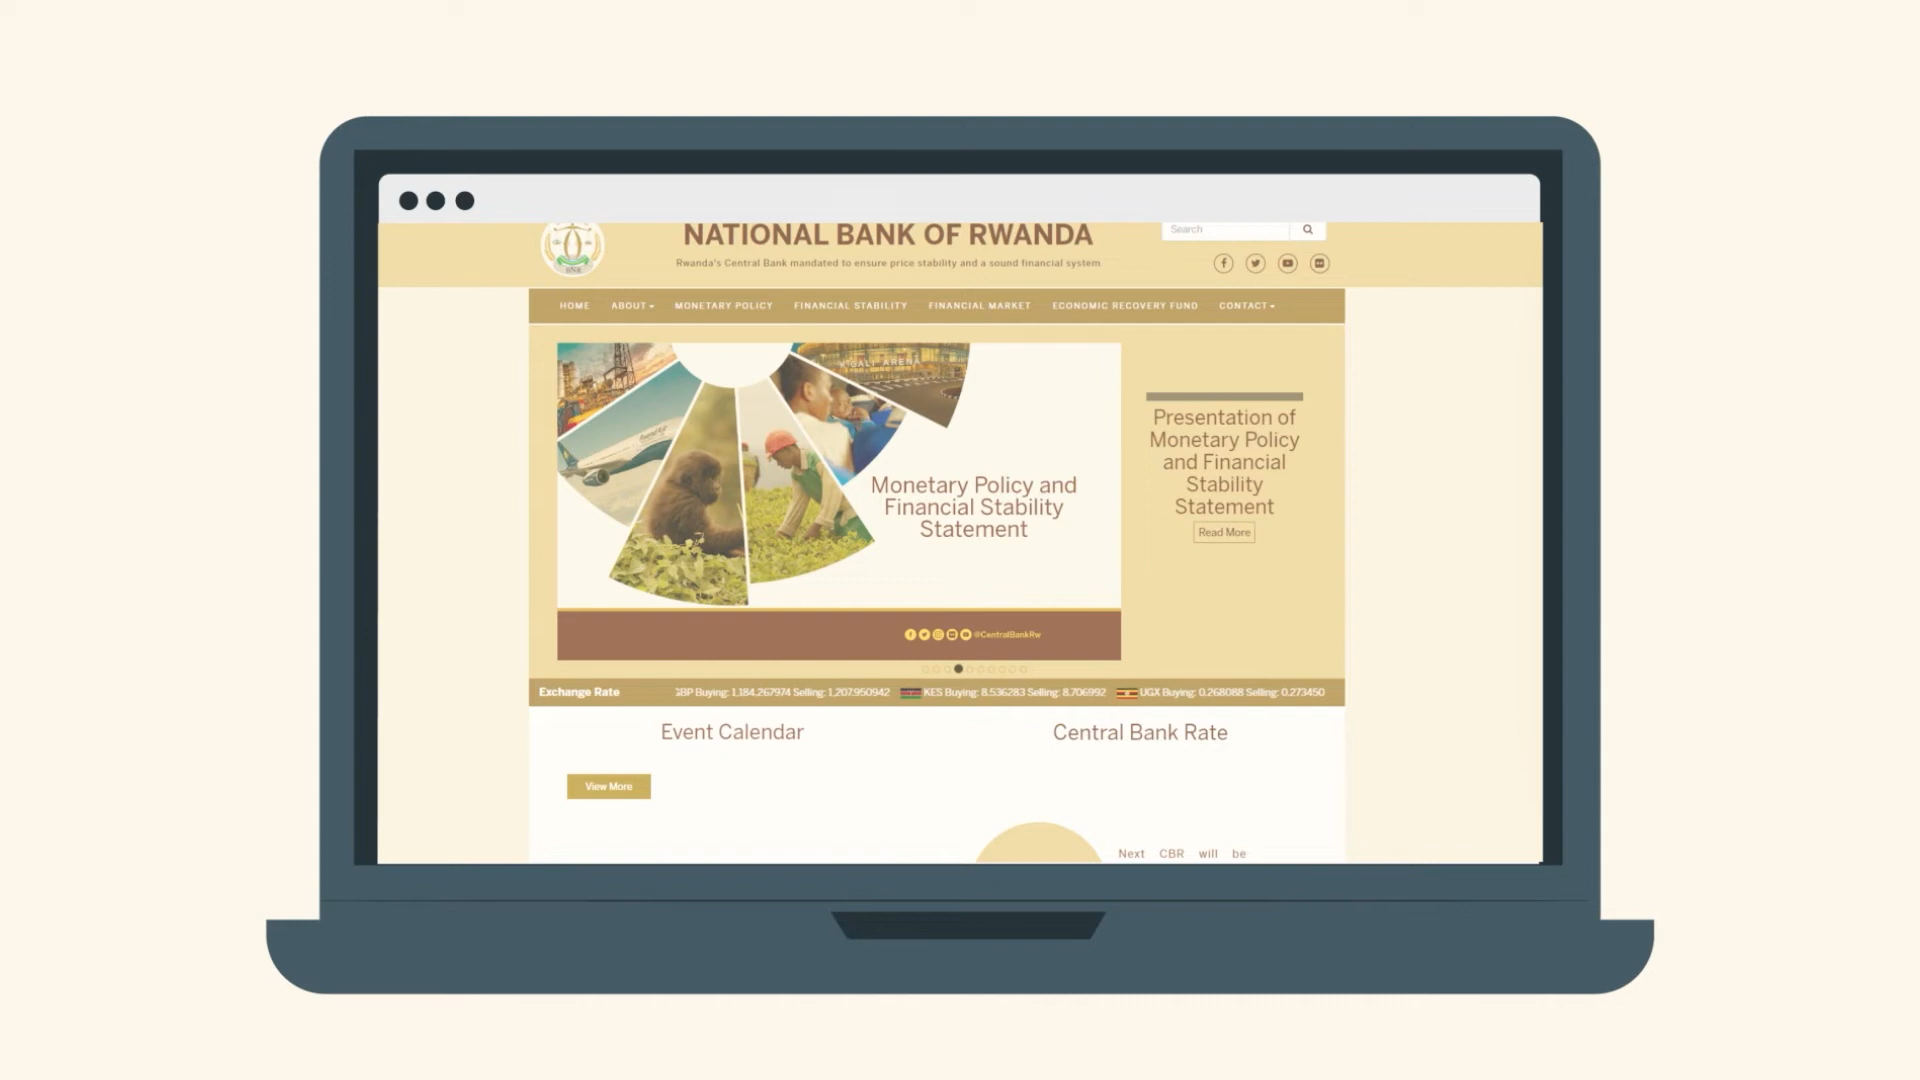 NATIONAL BANK OF RWANDA
Search
Rwanda's Central Bank mandated to ensure price stability and a sound financial system
BNR
HOME ABOUT MONETARY POLICY FINANCIAL STABILITY FINANCIAL MARKET ECONOMIC RECOVERY FUND CONTACT
KIGALI ARENA
Monetary Policy and
Financial Stability
Statement
@CentralBankRw
Presentation of
Monetary Policy
and Financial
Stability
Statement
Read More
Exchange Rate GBP Buying: 1,184.267974 Selling: 1,207.950942 KES Buying: 8.536283 Selling: 8.706992 UGX Buying: 0.268088 Selling: 0.273450
Event Calendar
Central Bank Rate
View More
Next CBR will be